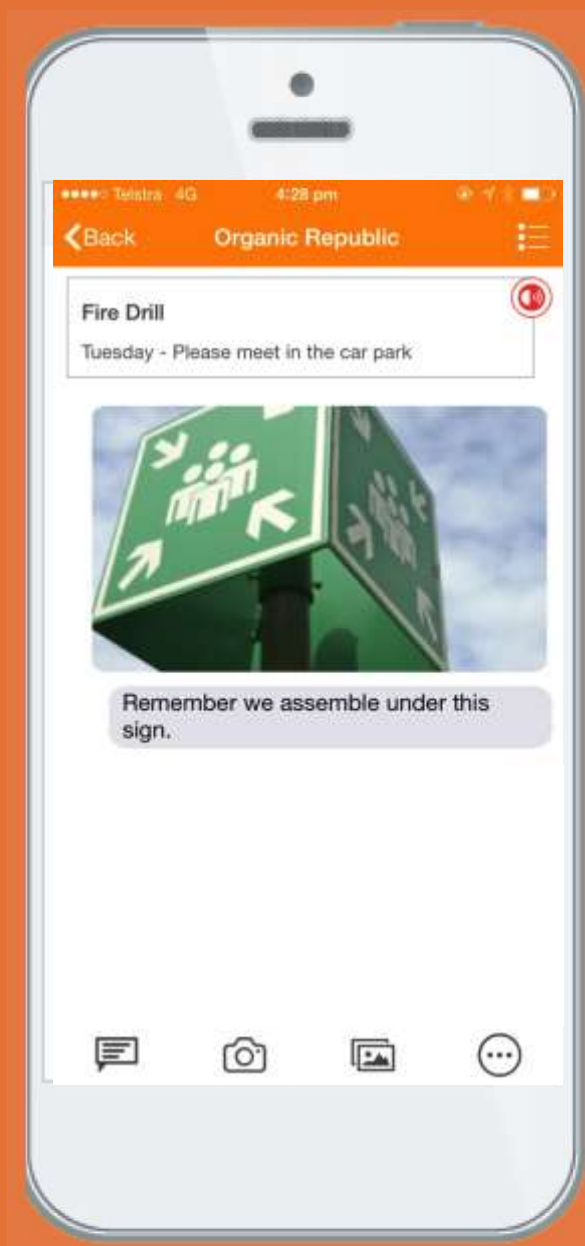 Telstra 4G 4:28 pm
Back Organic Republic
Fire Drill
Tuesday - Please meet in the car park
Remember we assemble under this
sign.